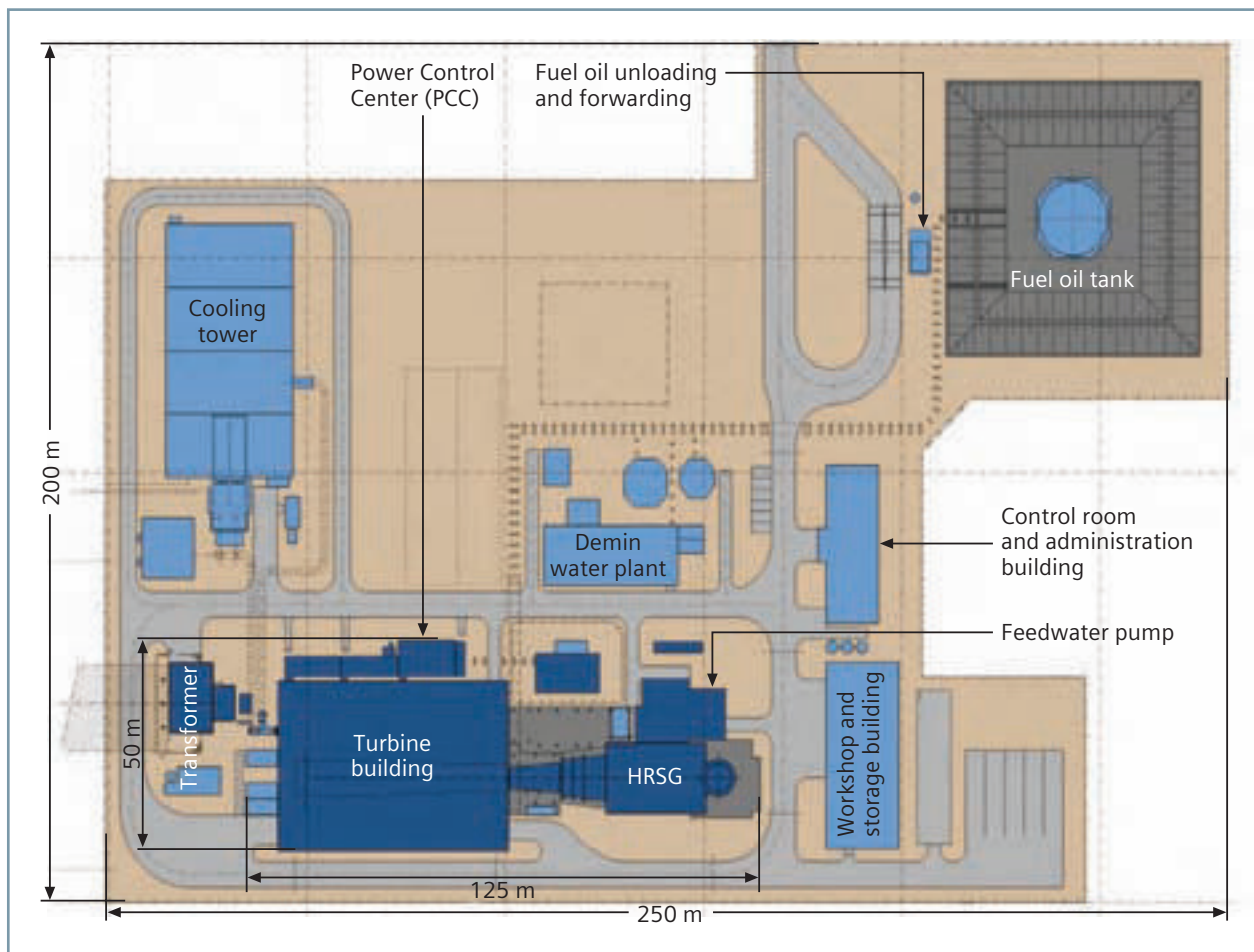 Power Control
Center (PCC)
Fuel oil unloading
and forwarding
Fuel oil tank
Cooling
tower
200 m
Demin
water plant
Control room
and administration
building
Feedwater pump
50 m
Transformer
Turbine
building
HRSG
Workshop and
storage building
125 m
250 m